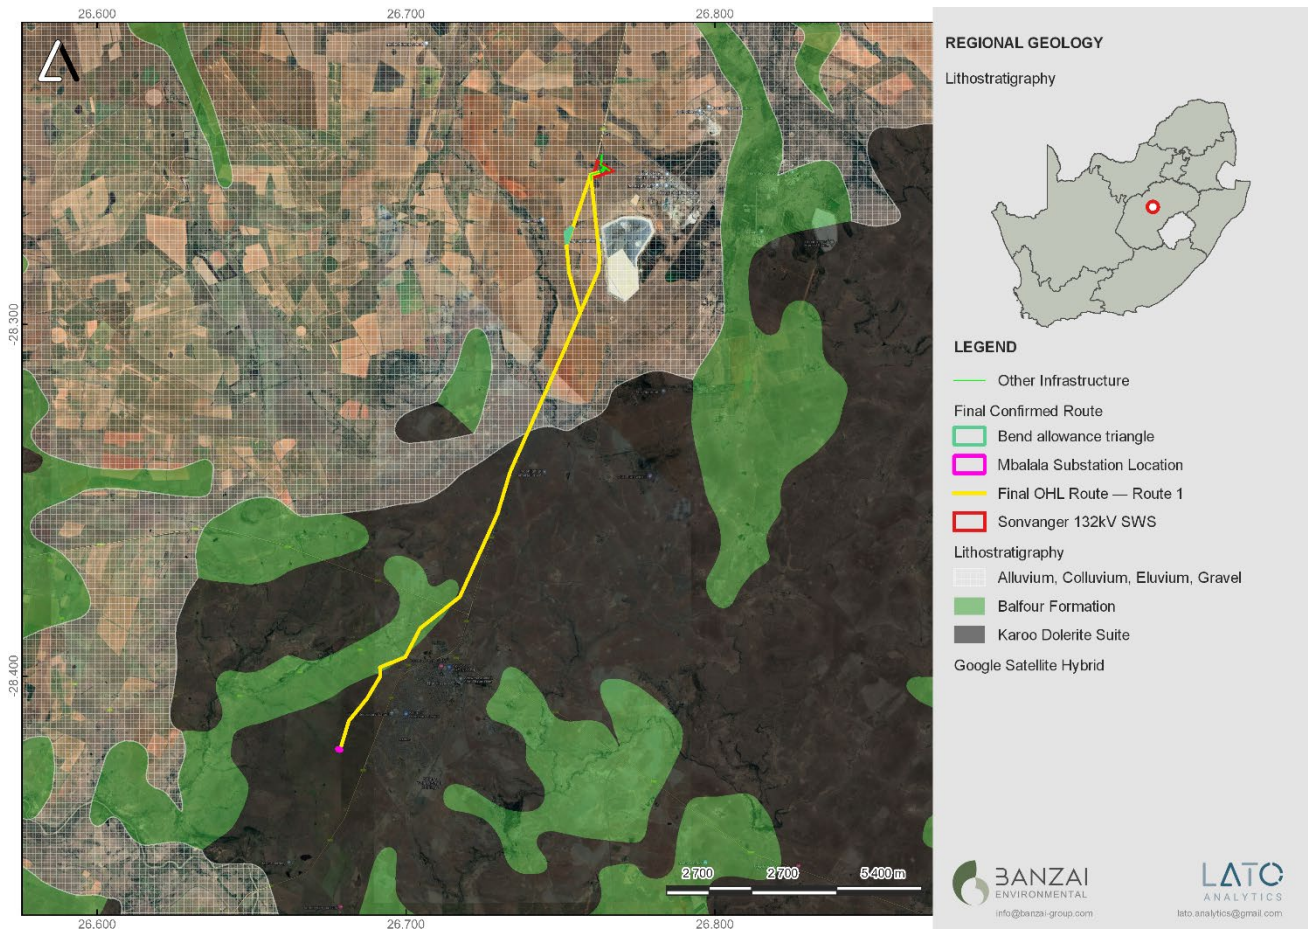 26.600
26.700
26.800
-28.300
-28.400
2 700
2 700
5 400 m
26.600
26.700
26.800
REGIONAL GEOLOGY
Lithostratigraphy
LEGEND
Other Infrastructure
Final Confirmed Route
Bend allowance triangle
Mbalala Substation Location
Final OHL Route — Route 1
Sonvanger 132kV SWS
Lithostratigraphy
Alluvium, Colluvium, Eluvium, Gravel
Balfour Formation
Karoo Dolerite Suite
Google Satellite Hybrid
BANZAI
ENVIRONMENTAL
info@banzai-group.com
LATO
ANALYTICS
lato.analytics@gmail.com